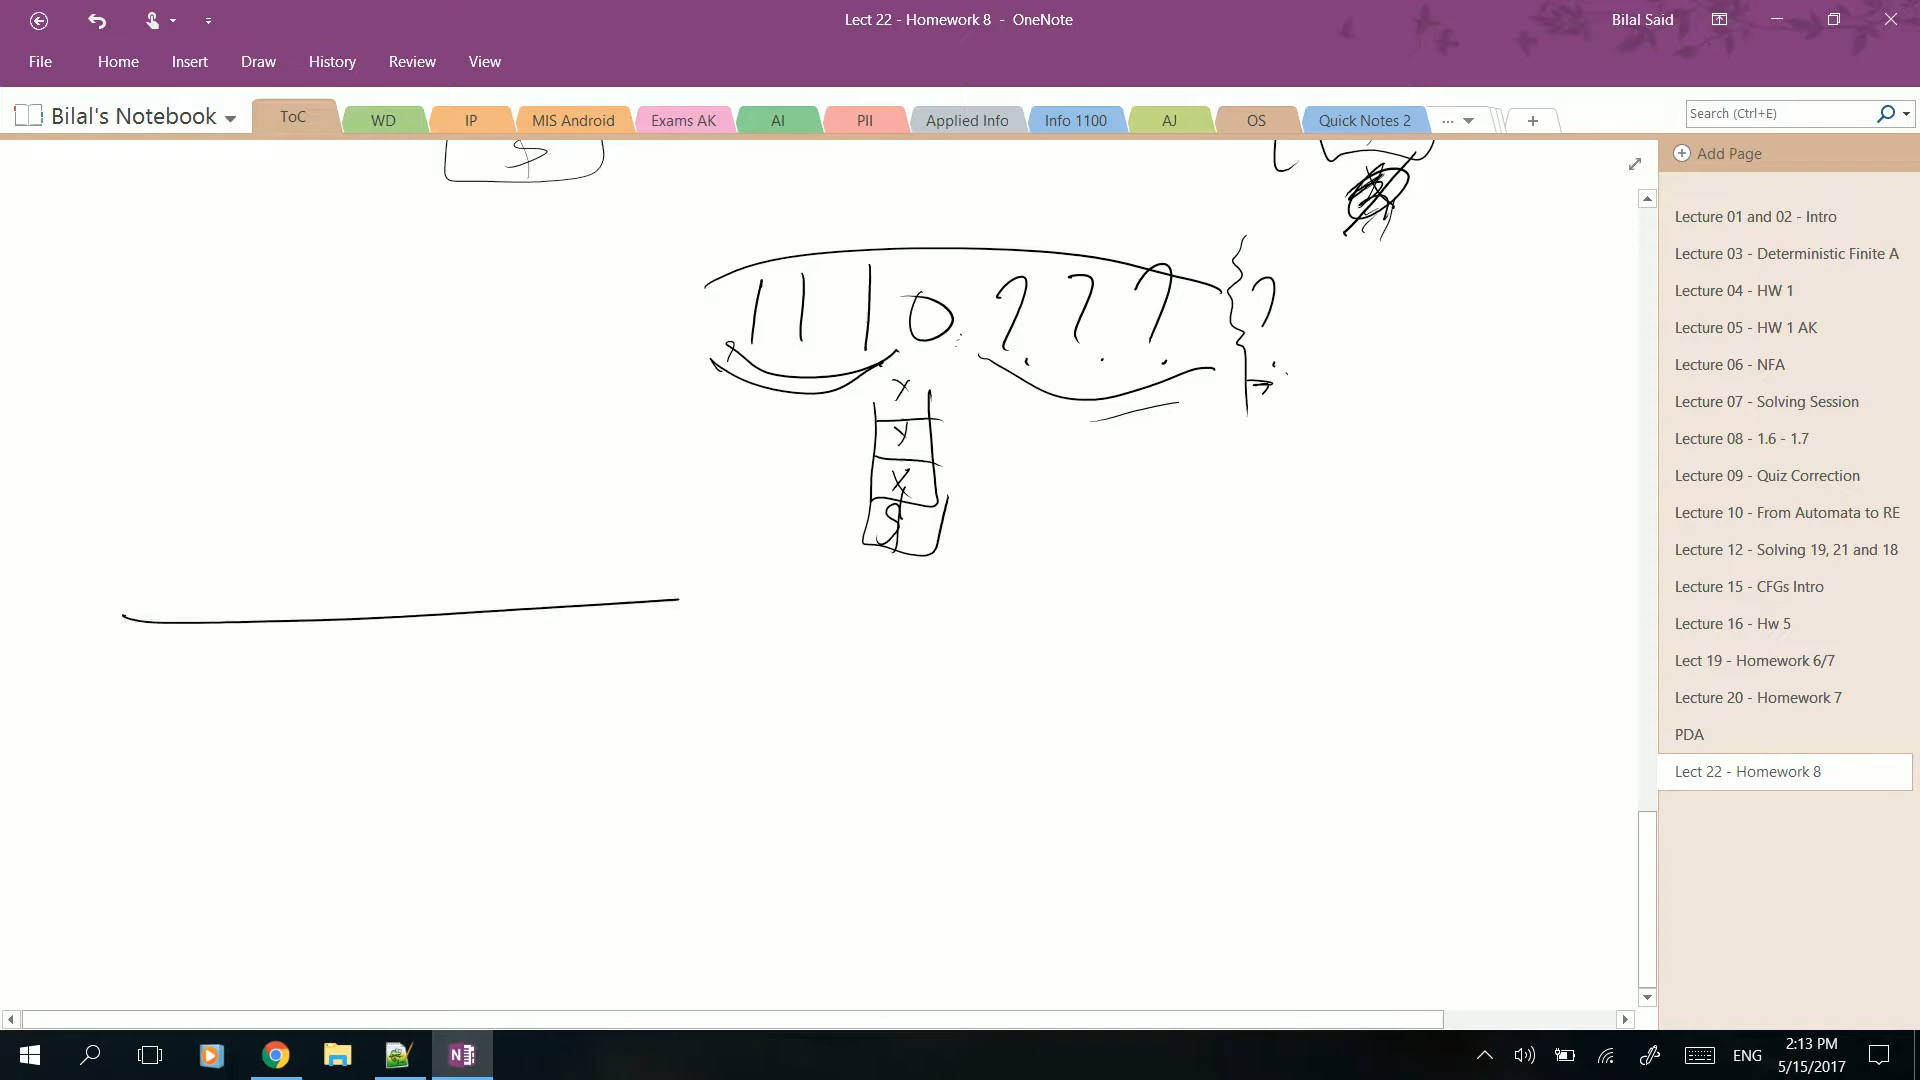 Lect 22 - Homework 8 - OneNote
Bilal Said
File Home Insert Draw History Review View
Bilal's Notebook
ToC WD IP MIS Android Exams AK AI PII Applied Info Info 1100 AJ OS Quick Notes 2 ...
Search (Ctrl+E)
Add Page
Lecture 01 and 02 - Intro
Lecture 03 - Deterministic Finite A
Lecture 04 - HW 1
Lecture 05 - HW 1 AK
Lecture 06 - NFA
Lecture 07 - Solving Session
Lecture 08 - 1.6 - 1.7
Lecture 09 - Quiz Correction
Lecture 10 - From Automata to RE
Lecture 12 - Solving 19, 21 and 18
Lecture 15 - CFGs Intro
Lecture 16 - Hw 5
Lect 19 - Homework 6/7
Lecture 20 - Homework 7
PDA
Lect 22 - Homework 8
$
1 1 1 0 ? ? ? ?
x
y
x
$
N
ENG
2:13 PM
5/15/2017